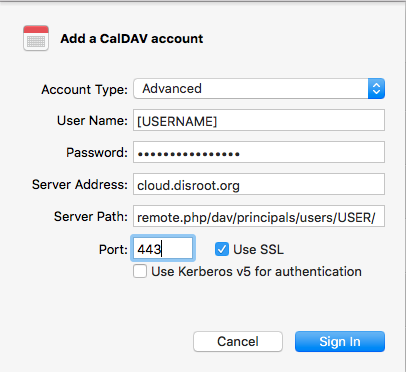 Add a CalDAV account
Account Type: Advanced
User Name: [USERNAME]
Password: •••••••••••••••
Server Address: cloud.disroot.org
Server Path: remote.php/dav/principals/users/USER/
Port: 443 Use SSL
Use Kerberos v5 for authentication
Cancel Sign In